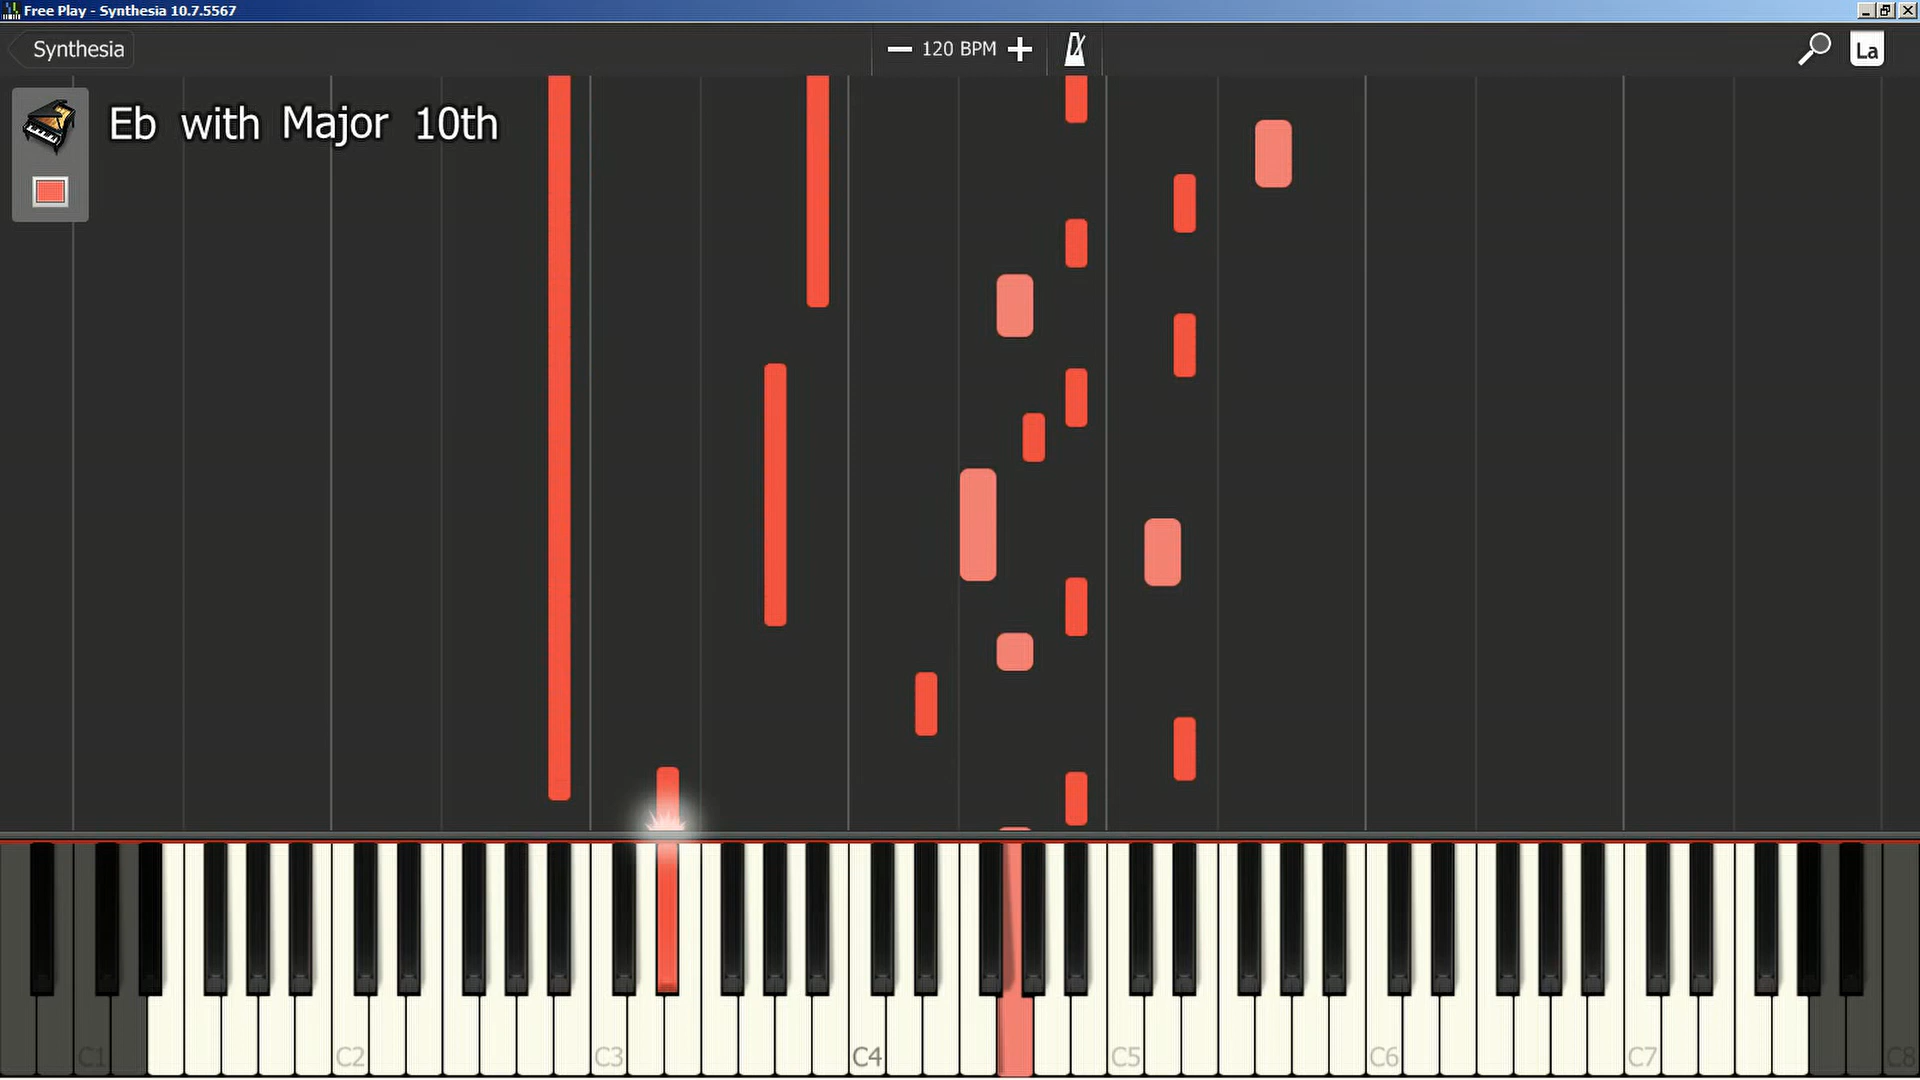 Free Play - Synthesia 10.7.5567
Synthesia
120 BPM
La
Eb with Major 10th
C1
C2
C3
C4
C5
C6
C7
C8